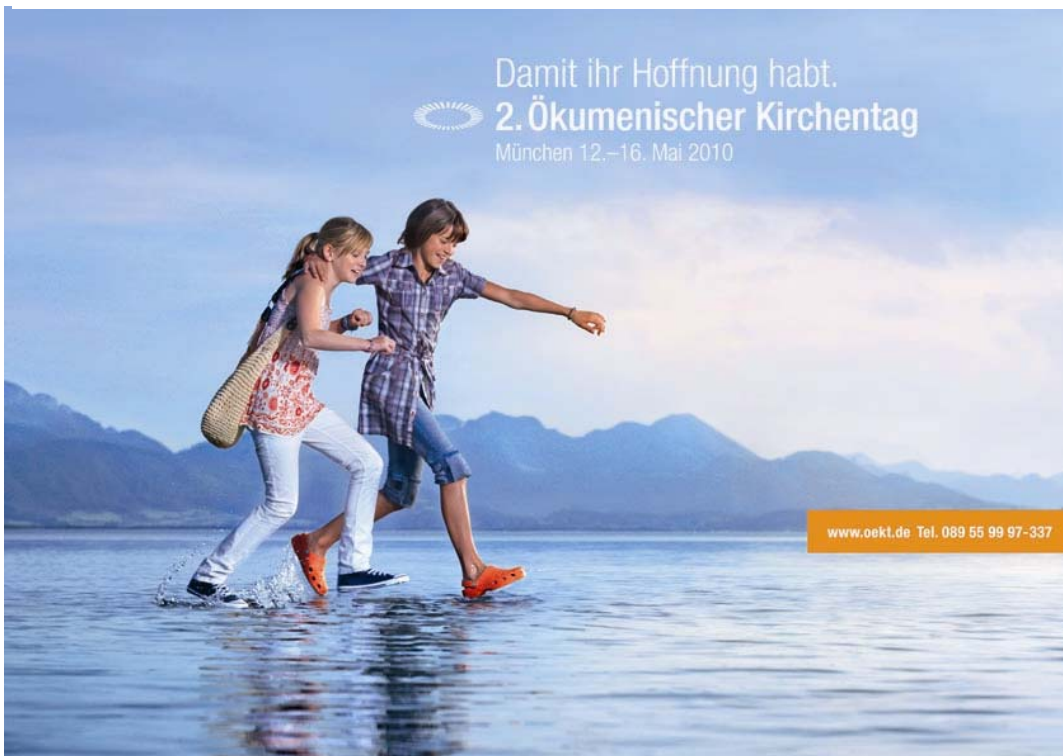 Damit ihr Hoffnung habt.
2. Ökumenischer Kirchentag
München 12.–16. Mai 2010
www.oekt.de Tel. 089 55 99 97-337